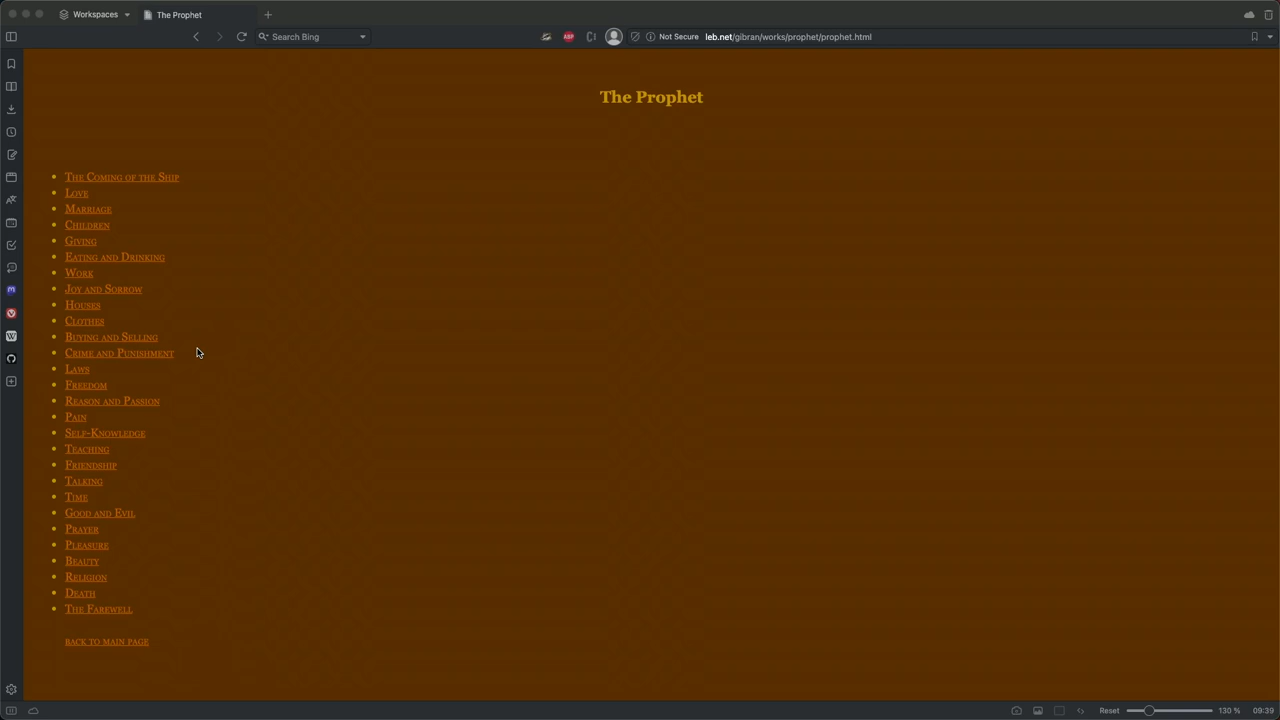 Workspaces
The Prophet
Search Bing
ABP
Not Secure
leb.net/gibran/works/prophet/prophet.html
The Prophet
The Coming of the Ship
Love
Marriage
Children
Giving
Eating and Drinking
Work
Joy and Sorrow
Houses
Clothes
Buying and Selling
Crime and Punishment
Laws
Freedom
Reason and Passion
Pain
Self-Knowledge
Teaching
Friendship
Talking
Time
Good and Evil
Prayer
Pleasure
Beauty
Religion
Death
The Farewell
back to main page
Reset
130 %
09:39